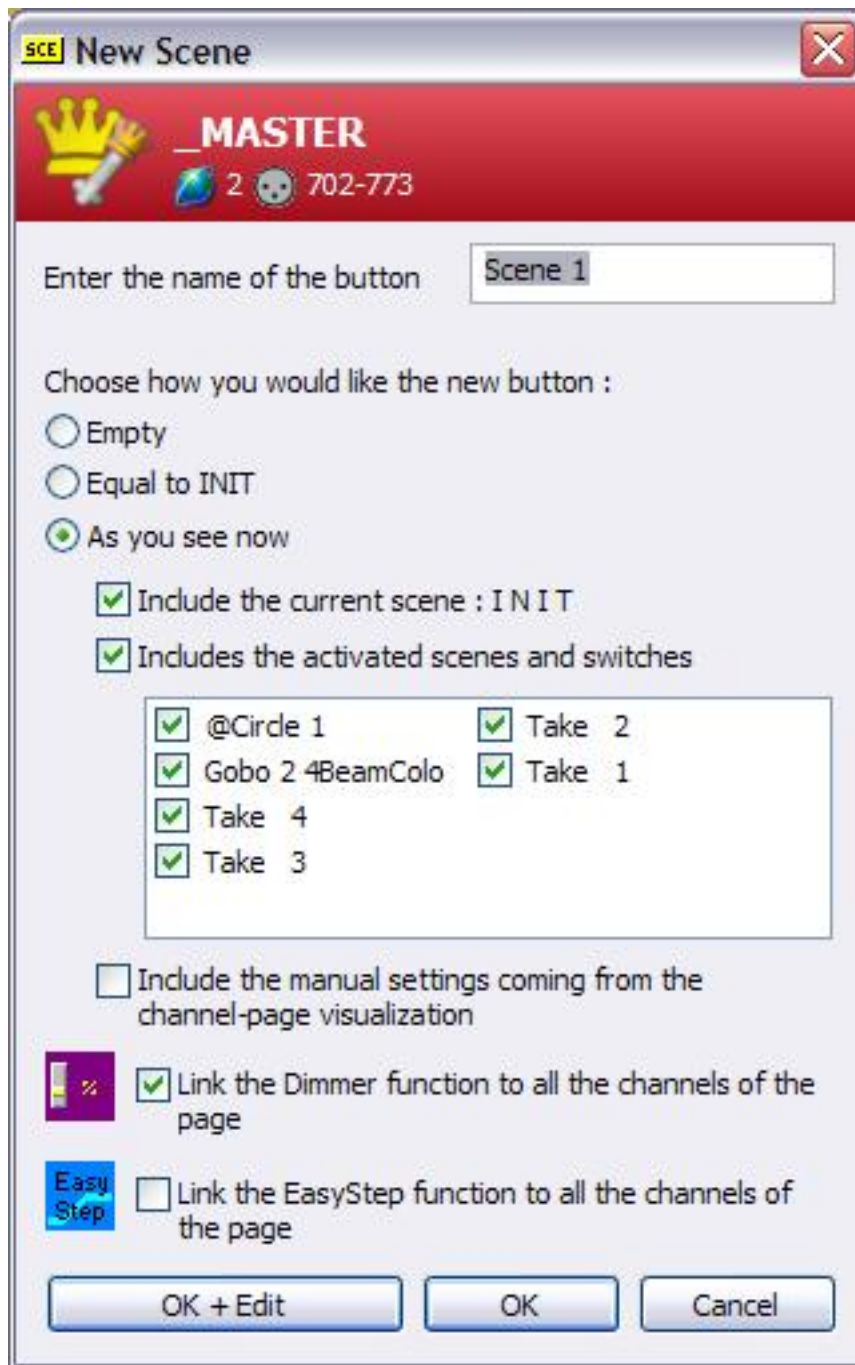 SCE New Scene
_MASTER
2 702-773
Enter the name of the button Scene 1
Choose how you would like the new button :
Empty
Equal to INIT
As you see now
Include the current scene : I N I T
Includes the activated scenes and switches
@Circle 1 Take 2
Gobo 2 4BeamColo Take 1
Take 4
Take 3
Include the manual settings coming from the
channel-page visualization
% Link the Dimmer function to all the channels of the
page
Easy
Step
Link the EasyStep function to all the channels of
the page
OK + Edit OK Cancel